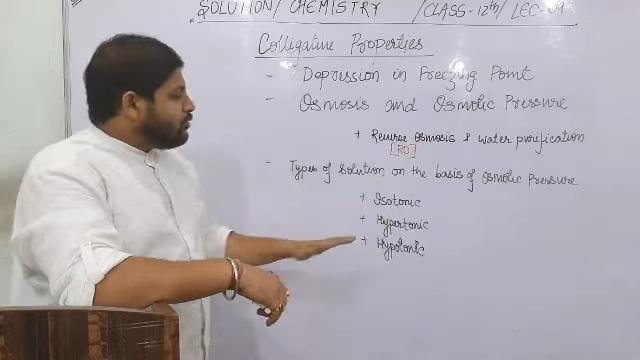 SOLUTION/ CHEMISTRY /CLASS-12th/ LEC-09
Colligative Properties
- Depression in Freezing Point
- Osmosis and Osmotic Pressure
+ Reverse Osmosis & water purification
[RO]
- Types of Solution on the basis of Osmotic Pressure
+ Isotonic
+ Hypertonic
+ Hypotonic